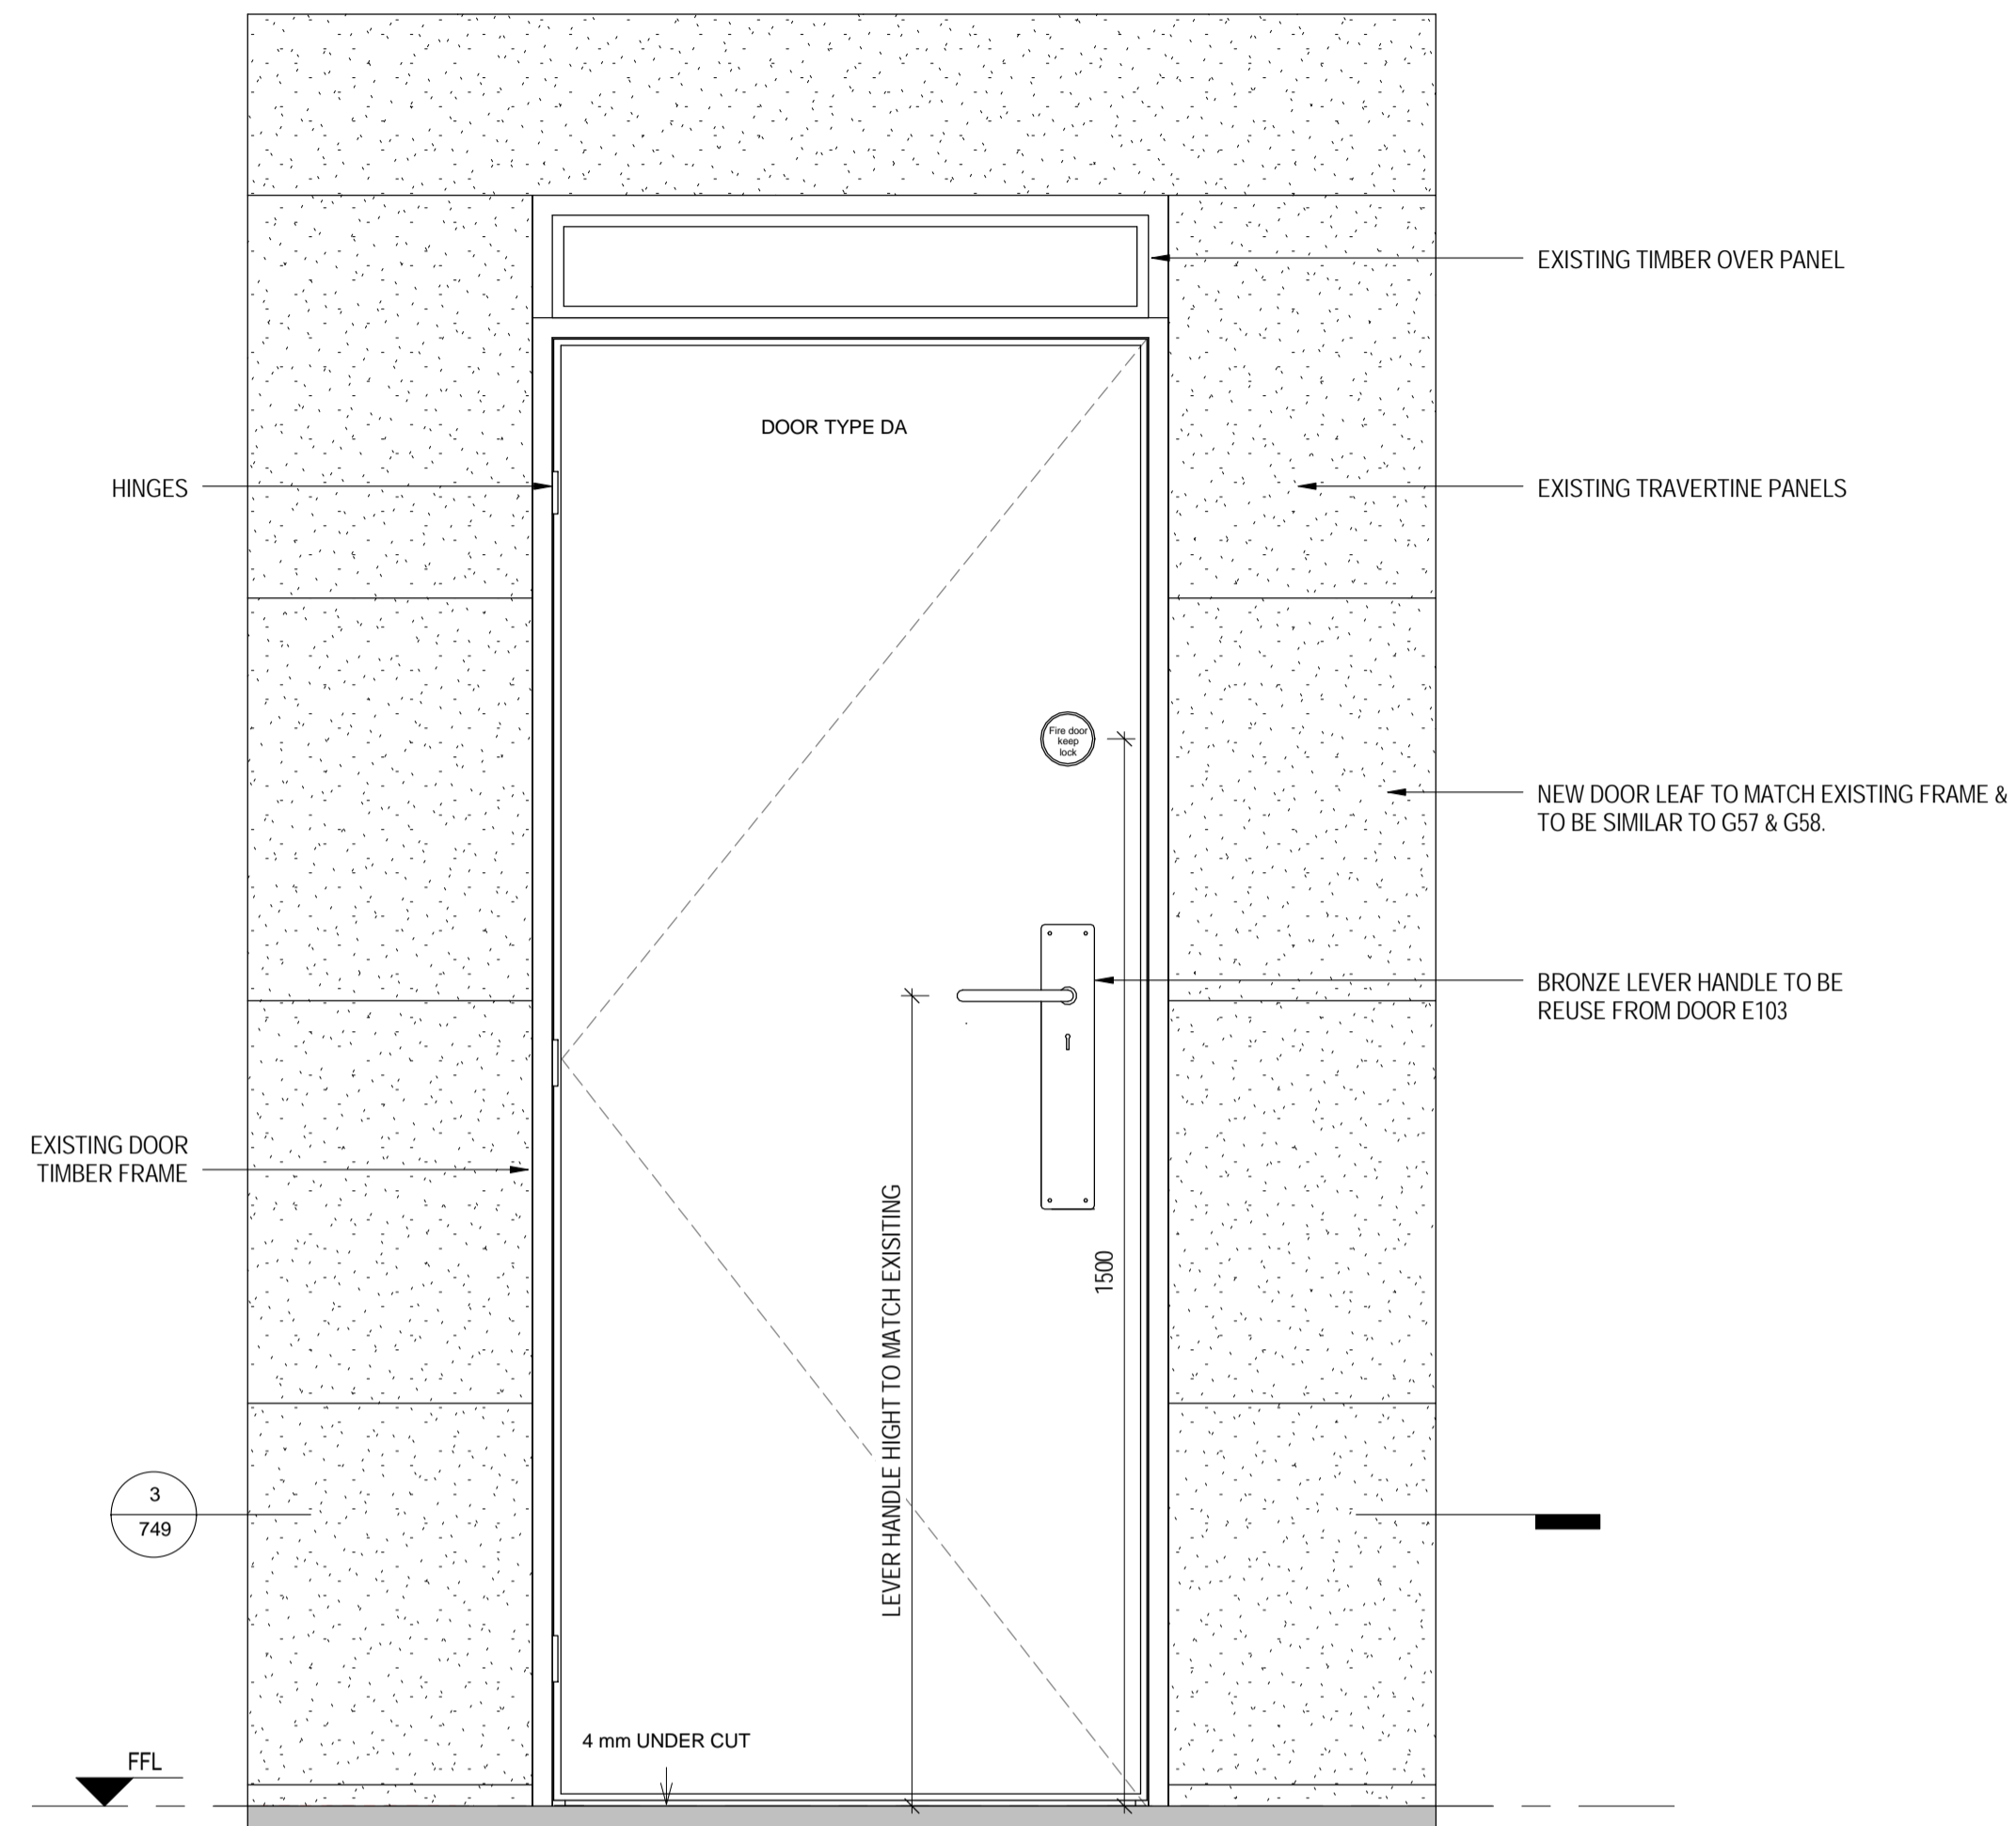 EXISTING TIMBER OVER PANEL
DOOR TYPE DA
HINGES
EXISTING TRAVERTINE PANELS
Fire door
keep
lock
NEW DOOR LEAF TO MATCH EXISTING FRAME &
TO BE SIMILAR TO G57 & G58.
BRONZE LEVER HANDLE TO BE
REUSE FROM DOOR E103
EXISTING DOOR
TIMBER FRAME
LEVER HANDLE HIGHT TO MATCH EXISITING
1500
3
749
4 mm UNDER CUT
FFL